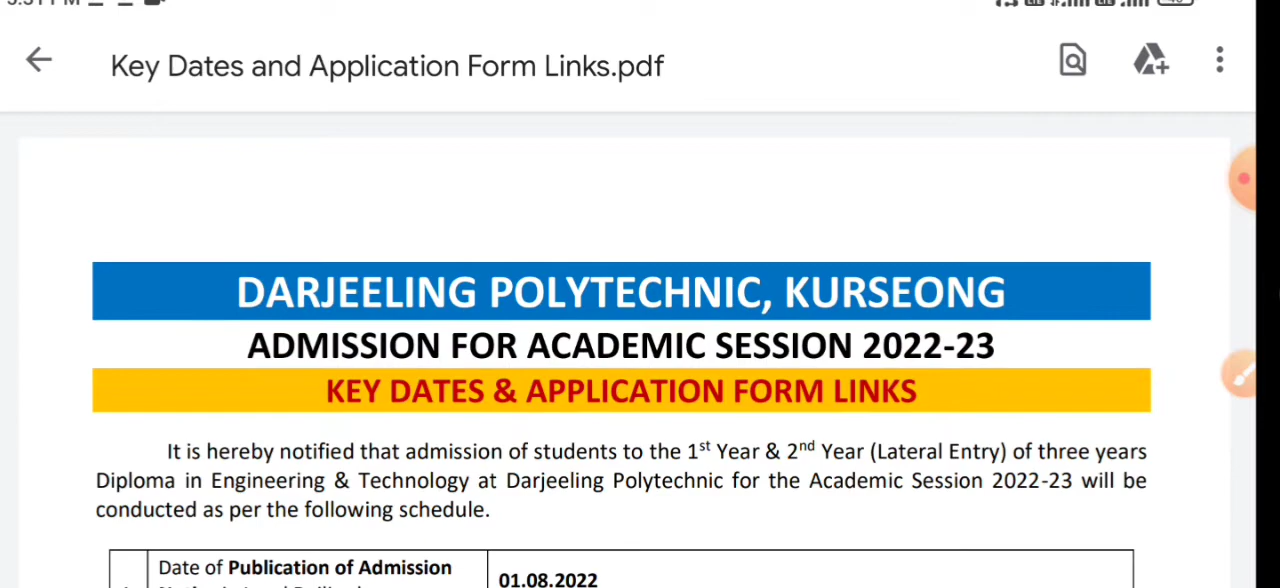 Key Dates and Application Form Links.pdf
DARJEELING POLYTECHNIC, KURSEONG
ADMISSION FOR ACADEMIC SESSION 2022-23
KEY DATES & APPLICATION FORM LINKS
It is hereby notified that admission of students to the 1st Year & 2nd Year (Lateral Entry) of three years
Diploma in Engineering & Technology at Darjeeling Polytechnic for the Academic Session 2022-23 will be
conducted as per the following schedule.
Date of Publication of Admission
01.08.2022